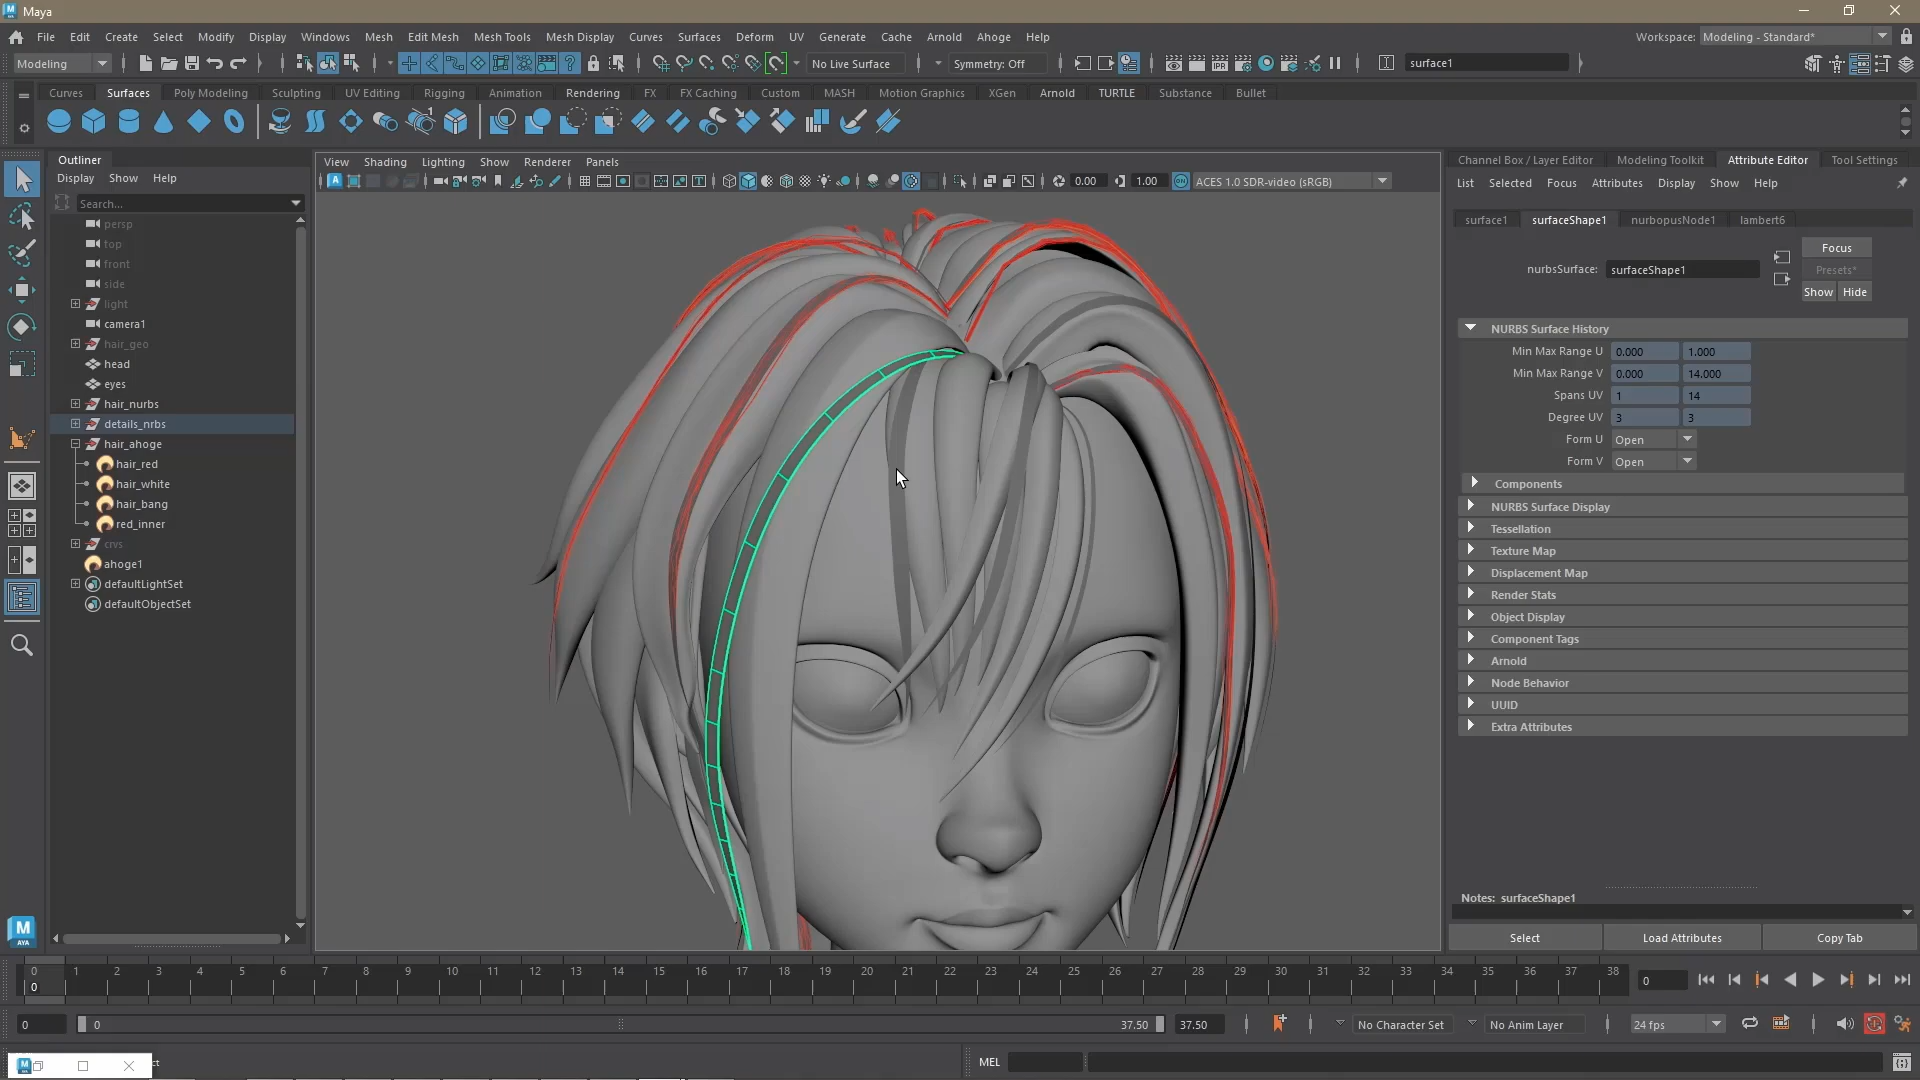 Maya
File Edit Create Select Modify Display Windows Mesh Edit Mesh Mesh Tools Mesh Display Curves Surfaces Deform UV Generate Cache Arnold Ahoge Help
Workspace: Modeling - Standard*
Modeling
No Live Surface
Symmetry: Off
surface1
Curves Surfaces Poly Modeling Sculpting UV Editing Rigging Animation Rendering FX FX Caching Custom MASH Motion Graphics XGen Arnold TURTLE Substance Bullet
Outliner
Display Show Help
Search...
persp
top
front
side
light
camera1
hair_geo
head
eyes
hair_nurbs
details_nrbs
hair_ahoge
hair_red
hair_white
hair_bang
red_inner
crvs
ahoge1
defaultLightSet
defaultObjectSet
View Shading Lighting Show Renderer Panels
0.00 1.00 ACES 1.0 SDR-video (sRGB)
Channel Box / Layer Editor Modeling Toolkit Attribute Editor Tool Settings
List Selected Focus Attributes Display Show Help
surface1 surfaceShape1 nurbopusNode1 lambert6
Focus
nurbsSurface: surfaceShape1
Presets*
Show Hide
NURBS Surface History
Min Max Range U 0.000 1.000
Min Max Range V 0.000 14.000
Spans UV 1 14
Degree UV 3 3
Form U Open
Form V Open
Components
NURBS Surface Display
Tessellation
Texture Map
Displacement Map
Render Stats
Object Display
Component Tags
Arnold
Node Behavior
UUID
Extra Attributes
Notes: surfaceShape1
Select Load Attributes Copy Tab
0 1 2 3 4 5 6 7 8 9 10 11 12 13 14 15 16 17 18 19 20 21 22 23 24 25 26 27 28 29 30 31 32 33 34 35 36 37 38
0
0
0 0 37.50 37.50 No Character Set No Anim Layer 24 fps
MEL